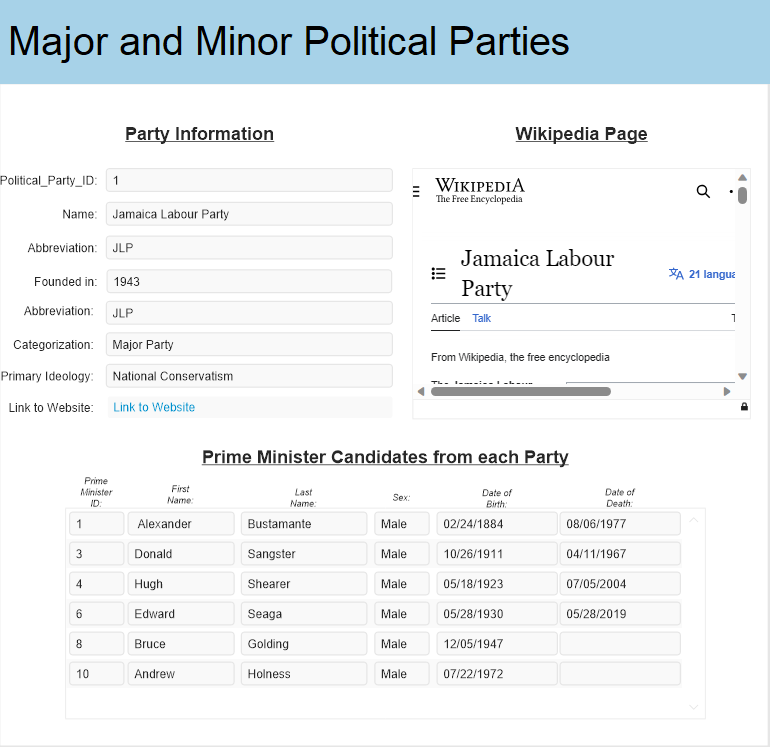 Major and Minor Political Parties
Party Information
Political_Party_ID: 1
Name: Jamaica Labour Party
Abbreviation: JLP
Founded in: 1943
Abbreviation: JLP
Categorization: Major Party
Primary Ideology: National Conservatism
Link to Website: Link to Website
Wikipedia Page
WIKIPEDIA
The Free Encyclopedia
Jamaica Labour
Party
21 langua
Article Talk T
From Wikipedia, the free encyclopedia
The Jamaica Labour
Prime Minister Candidates from each Party
Prime Minister ID: First Name: Last Name: Sex: Date of Birth: Date of Death:
1 Alexander Bustamante Male 02/24/1884 08/06/1977
3 Donald Sangster Male 10/26/1911 04/11/1967
4 Hugh Shearer Male 05/18/1923 07/05/2004
6 Edward Seaga Male 05/28/1930 05/28/2019
8 Bruce Golding Male 12/05/1947
10 Andrew Holness Male 07/22/1972